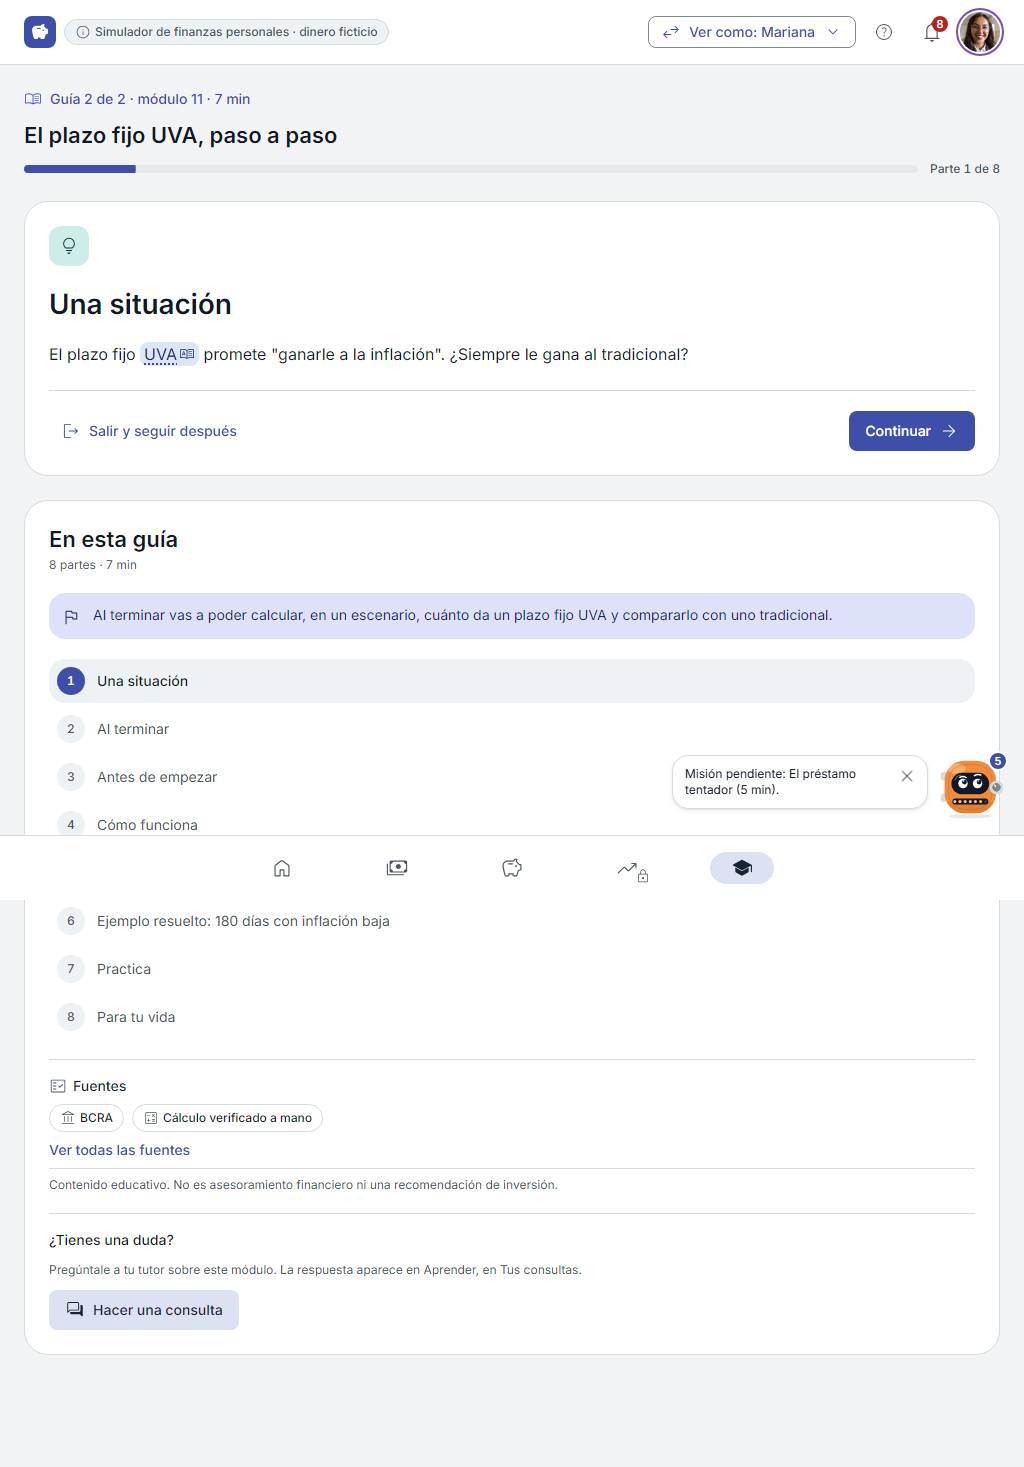 Simulador de finanzas personales · dinero ficticio
Ver como: Mariana
8
Guía 2 de 2 · módulo 11 · 7 min
El plazo fijo UVA, paso a paso
Parte 1 de 8
Una situación
El plazo fijo UVA promete "ganarle a la inflación". ¿Siempre le gana al tradicional?
Salir y seguir después
Continuar
En esta guía
8 partes · 7 min
Al terminar vas a poder calcular, en un escenario, cuánto da un plazo fijo UVA y compararlo con uno tradicional.
1 Una situación
2 Al terminar
3 Antes de empezar
Misión pendiente: El préstamo
tentador (5 min).
5
4 Cómo funciona
6 Ejemplo resuelto: 180 días con inflación baja
7 Practica
8 Para tu vida
Fuentes
BCRA
Cálculo verificado a mano
Ver todas las fuentes
Contenido educativo. No es asesoramiento financiero ni una recomendación de inversión.
¿Tienes una duda?
Pregúntale a tu tutor sobre este módulo. La respuesta aparece en Aprender, en Tus consultas.
Hacer una consulta